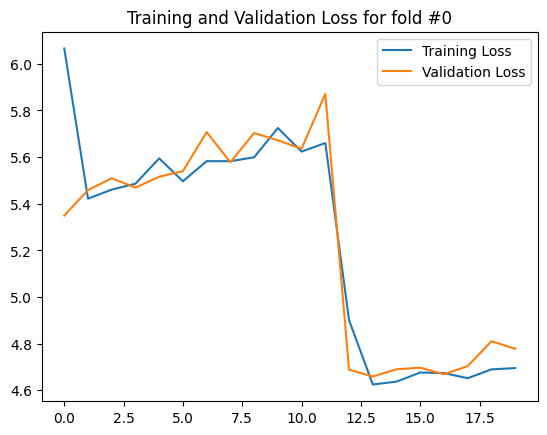 Training and Validation Loss for fold #0
Training Loss
Validation Loss
6.0
5.8
5.6
5.4
5.2
5.0
4.8
4.6
0.0 2.5 5.0 7.5 10.0 12.5 15.0 17.5